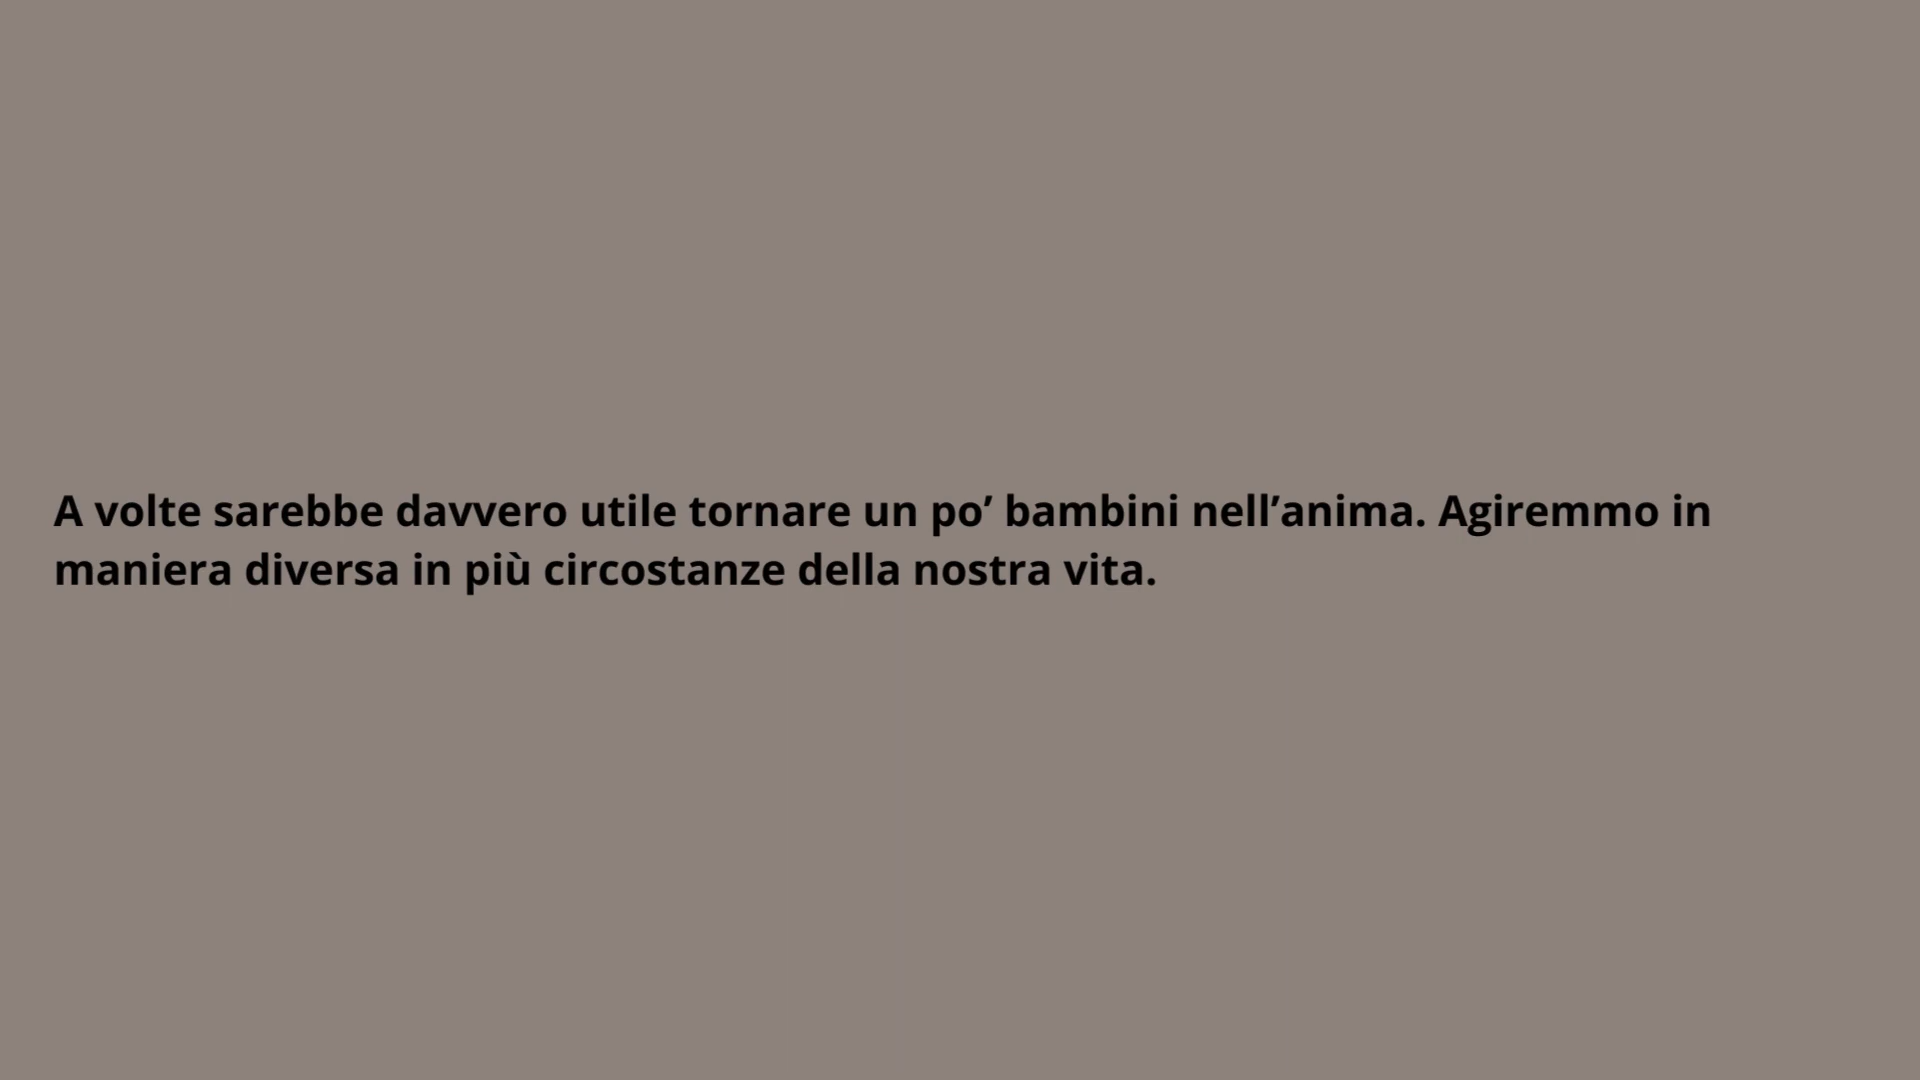 A volte sarebbe davvero utile tornare un po’ bambini nell’anima. Agiremmo in
maniera diversa in più circostanze della nostra vita.